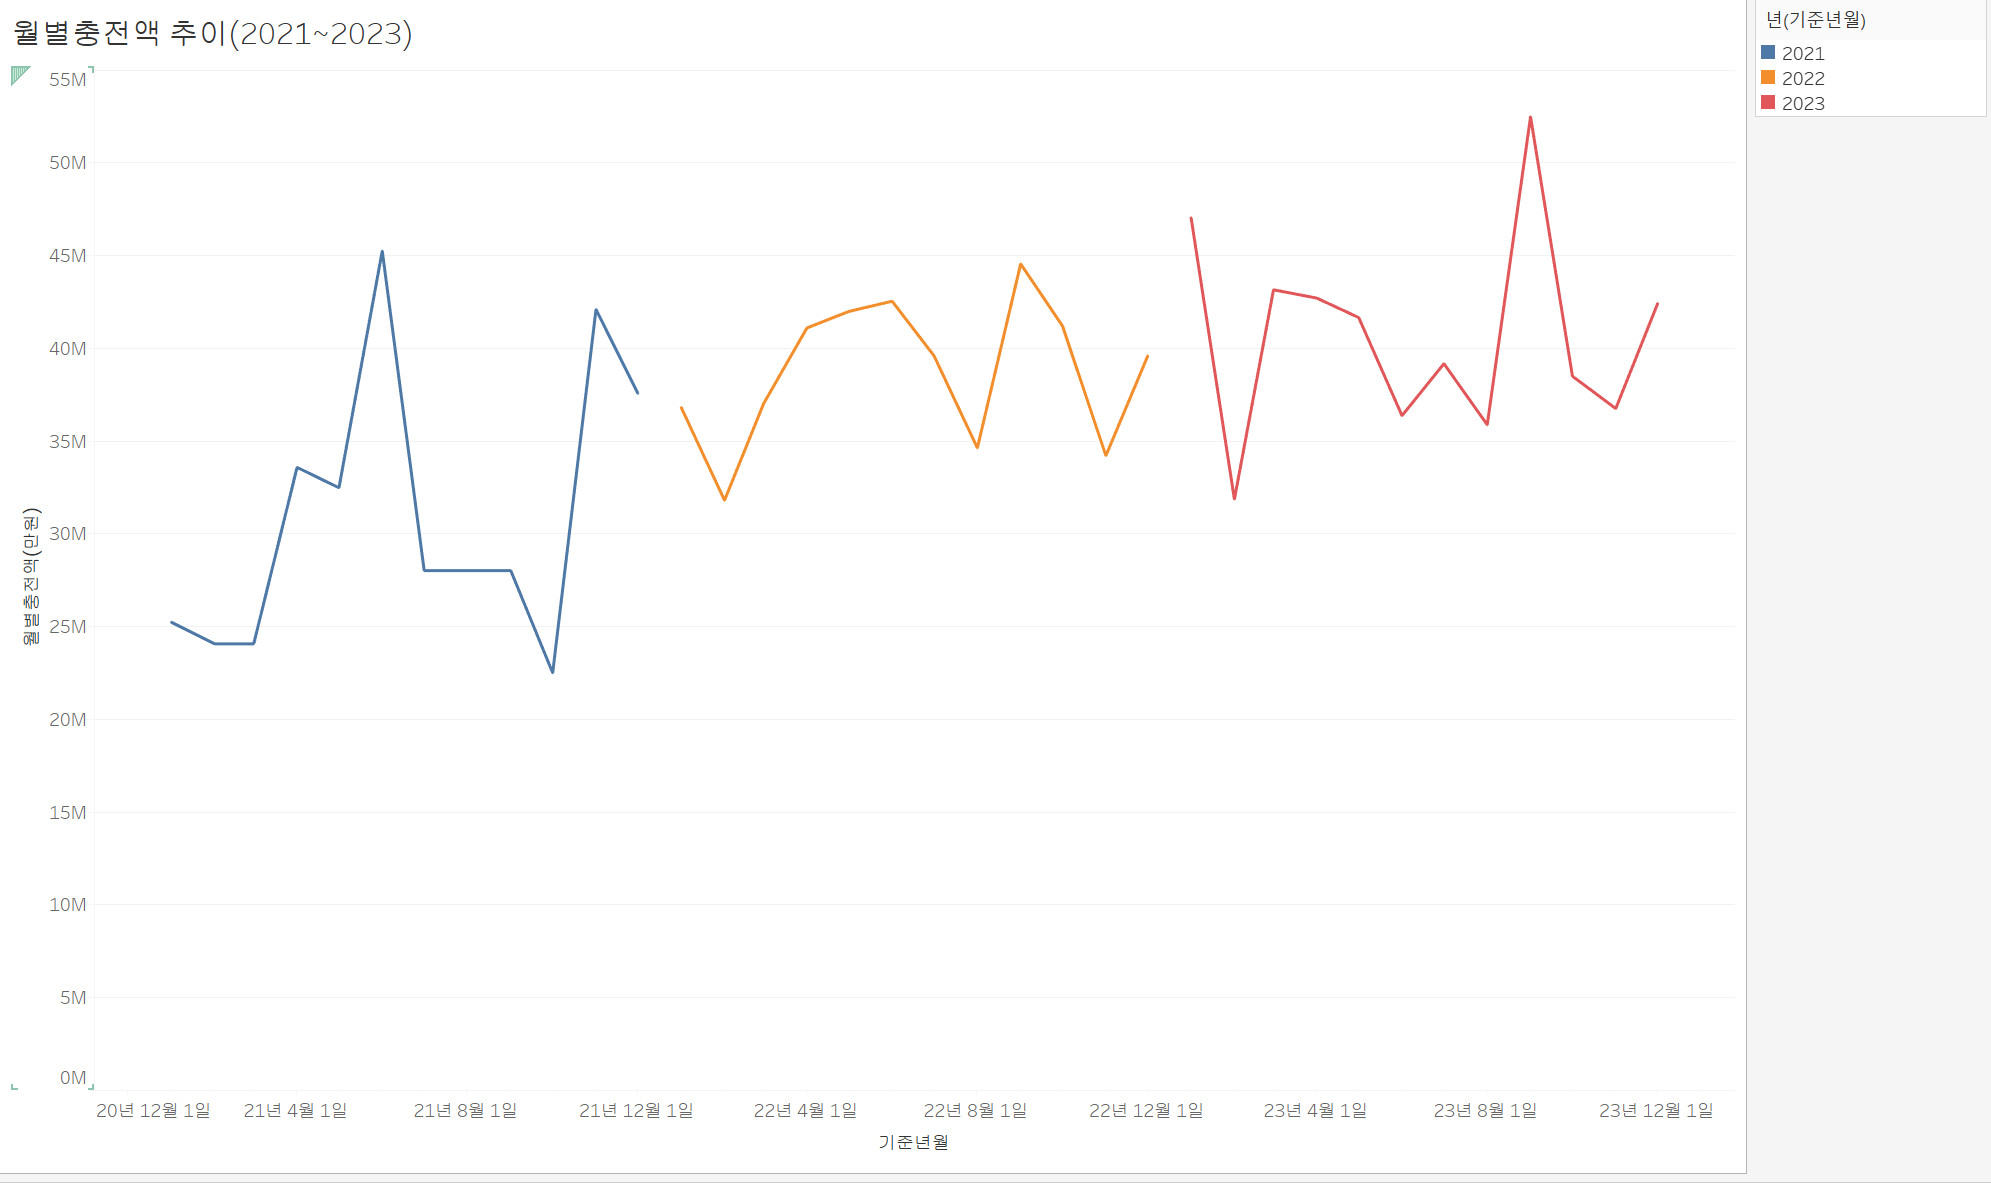 월별충전액 추이(2021~2023)
년(기준년월)
2021
2022
2023
55M
50M
45M
40M
35M
30M
25M
20M
15M
10M
5M
0M
월별충전액(만원)
20년 12월 1일
21년 4월 1일
21년 8월 1일
21년 12월 1일
22년 4월 1일
22년 8월 1일
22년 12월 1일
23년 4월 1일
23년 8월 1일
23년 12월 1일
기준년월